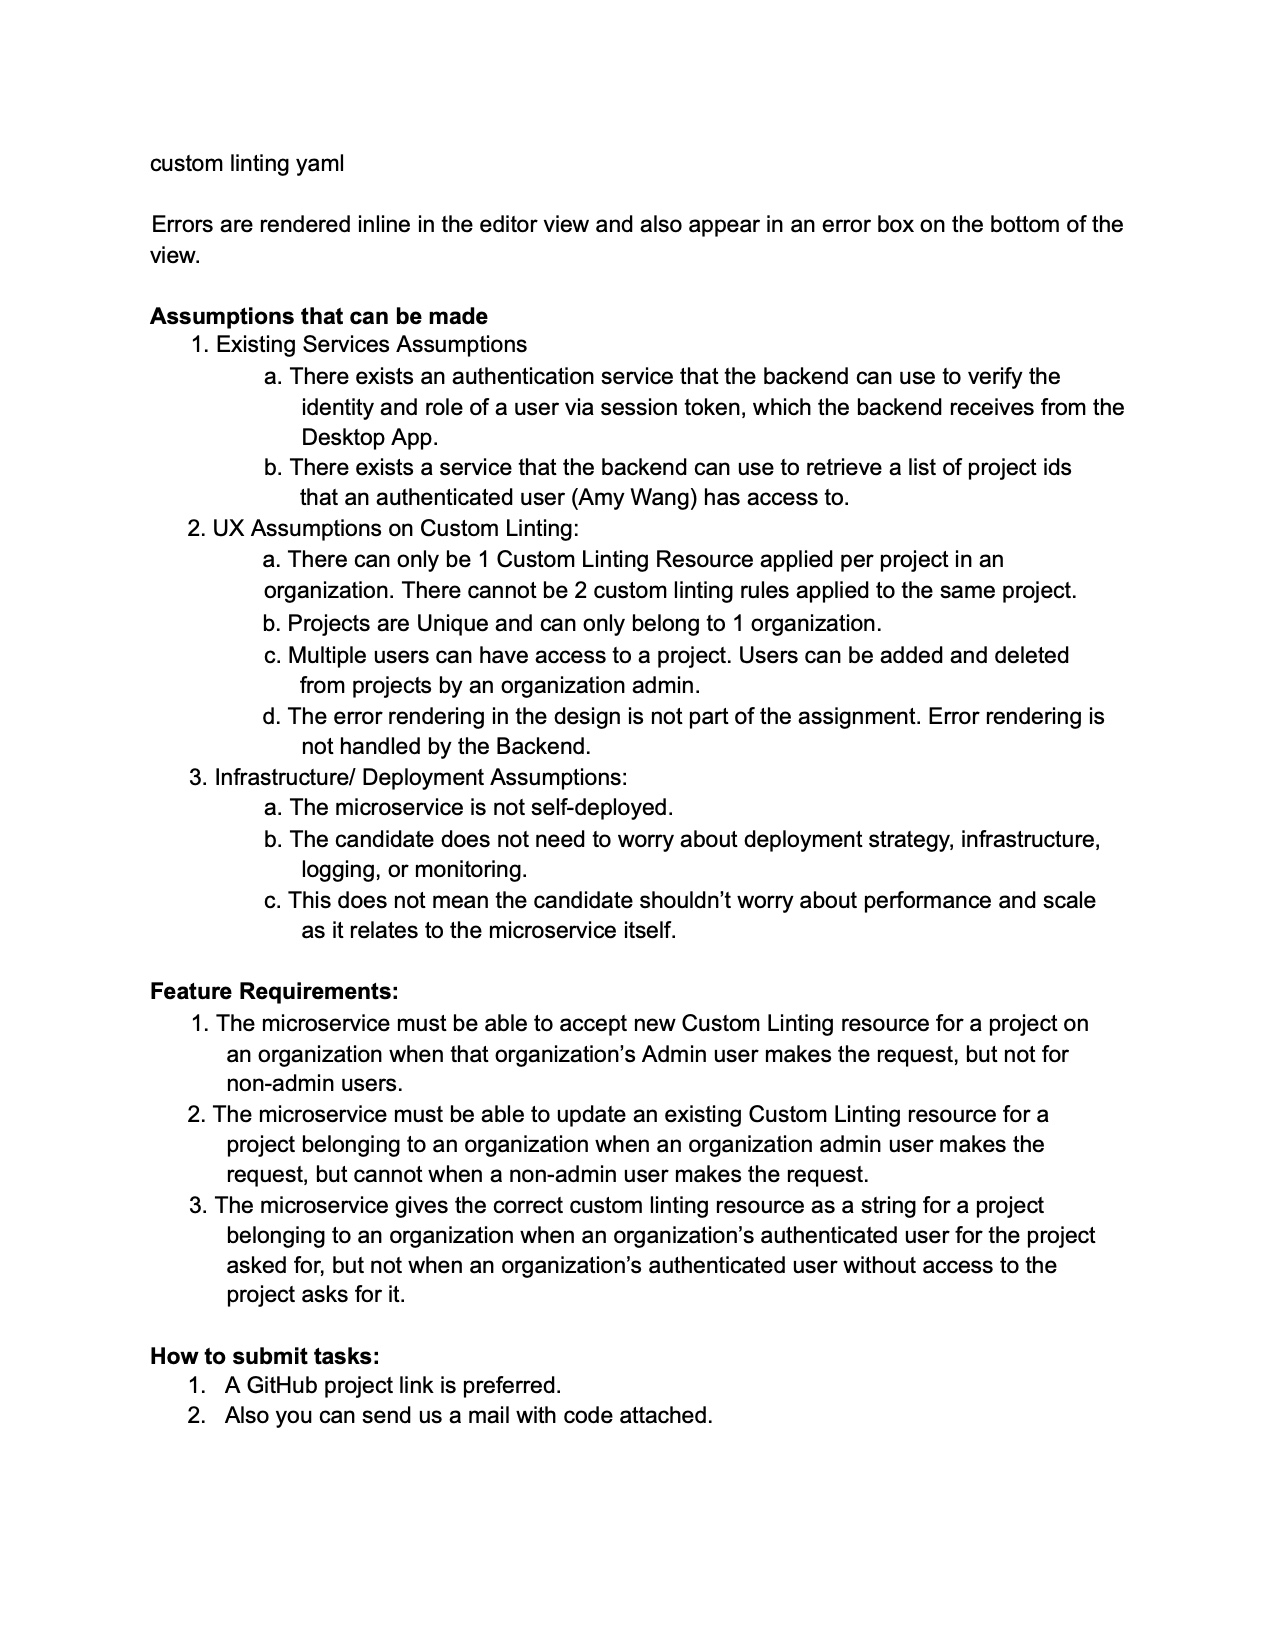 custom linting yaml
Errors are rendered inline in the editor view and also appear in an error box on the bottom of the
view.
Assumptions that can be made
1. Existing Services Assumptions
a. There exists an authentication service that the backend can use to verify the
identity and role of a user via session token, which the backend receives from the
Desktop App.
b. There exists a service that the backend can use to retrieve a list of project ids
that an authenticated user (Amy Wang) has access to.
2. UX Assumptions on Custom Linting:
a. There can only be 1 Custom Linting Resource applied per project in an
organization. There cannot be 2 custom linting rules applied to the same project.
b. Projects are Unique and can only belong to 1 organization.
c. Multiple users can have access to a project. Users can be added and deleted
from projects by an organization admin.
d. The error rendering in the design is not part of the assignment. Error rendering is
not handled by the Backend.
3. Infrastructure/ Deployment Assumptions:
a. The microservice is not self-deployed.
b. The candidate does not need to worry about deployment strategy, infrastructure,
logging, or monitoring.
c. This does not mean the candidate shouldn’t worry about performance and scale
as it relates to the microservice itself.
Feature Requirements:
1. The microservice must be able to accept new Custom Linting resource for a project on
an organization when that organization’s Admin user makes the request, but not for
non-admin users.
2. The microservice must be able to update an existing Custom Linting resource for a
project belonging to an organization when an organization admin user makes the
request, but cannot when a non-admin user makes the request.
3. The microservice gives the correct custom linting resource as a string for a project
belonging to an organization when an organization’s authenticated user for the project
asked for, but not when an organization’s authenticated user without access to the
project asks for it.
How to submit tasks:
1. A GitHub project link is preferred.
2. Also you can send us a mail with code attached.